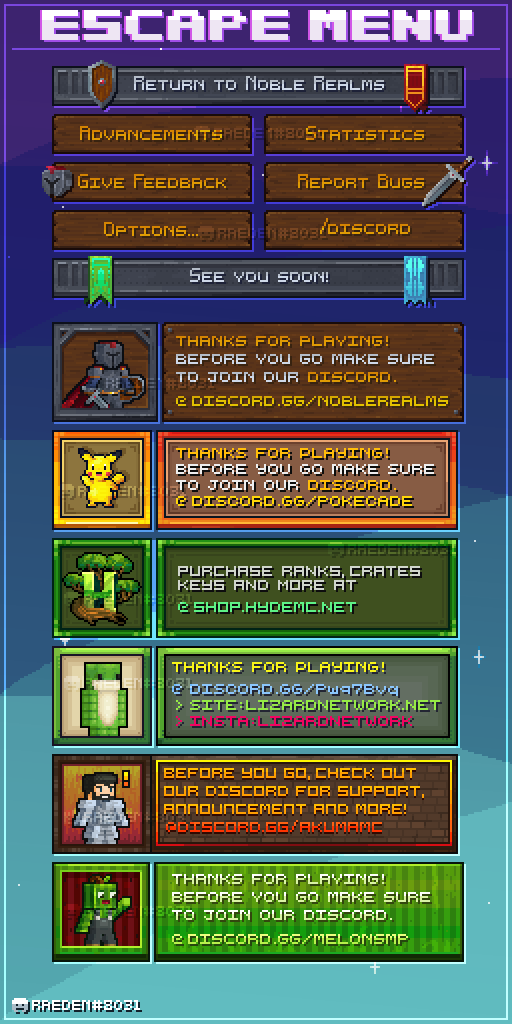 ESCAPE MENU
RETURN TO NOBLE REALMS
ADVANCEMENTS
STATISTICS
GIVE FEEDBACK
REPORT BUGS
OPTIONS...
/DISCORD
SEE YOU SOON!
THANKS FOR PLAYING!
BEFORE YOU GO MAKE SURE
TO JOIN OUR DISCORD.
@ DISCORD.GG/NOBLEREALMS
THANKS FOR PLAYING!
BEFORE YOU GO MAKE SURE
TO JOIN OUR DISCORD.
@ DISCORD.GG/POKECADE
PURCHASE RANKS, CRATES
KEYS AND MORE AT
@ SHOP.HYDEMC.NET
THANKS FOR PLAYING!
@ DISCORD.GG/Pwq7Bvq
> SITE:LIZARDNETWORK.NET
> INSTA:LIZARDNETWORK
BEFORE YOU GO, CHECK OUT
OUR DISCORD FOR SUPPORT,
ANNOUNCEMENT AND MORE!
@DISCORD.GG/AKUMAMC
THANKS FOR PLAYING!
BEFORE YOU GO MAKE SURE
TO JOIN OUR DISCORD.
@ DISCORD.GG/MELONSMP
RAEDEN#8031